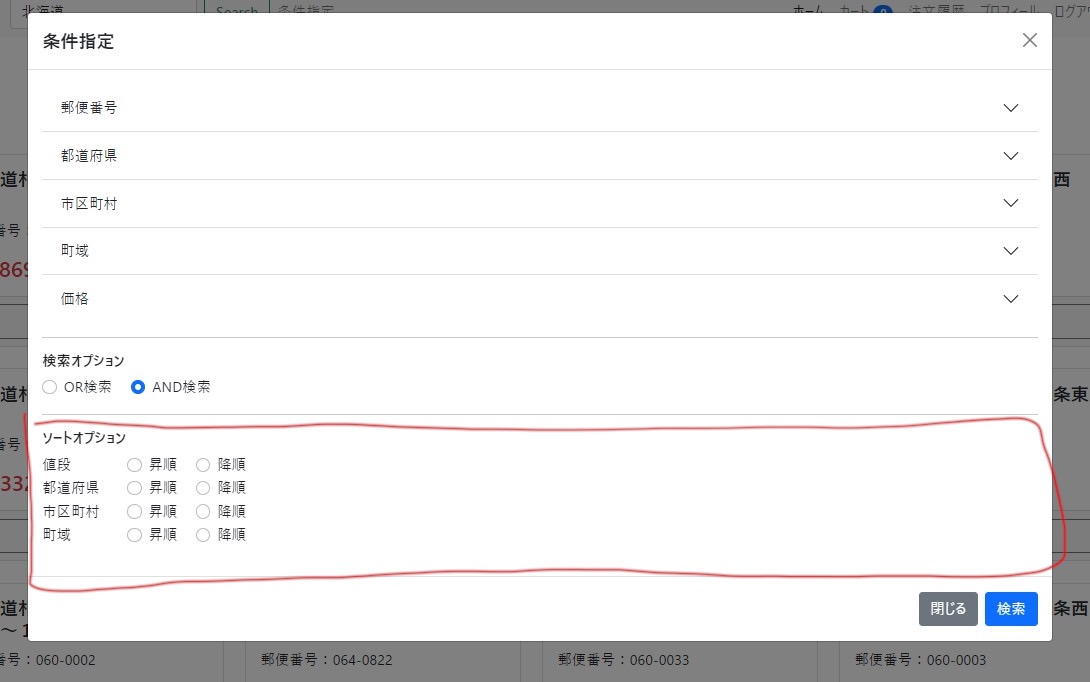 北海道 Search 条件指定 ホーム カート 0 注文履歴 プロフィール ログア
条件指定
郵便番号
都道府県
市区町村
町域
価格
検索オプション
OR検索 AND検索
ソートオプション
値段 昇順 降順
都道府県 昇順 降順
市区町村 昇順 降順
町域 昇順 降順
閉じる 検索
道札 西
番号
869
道札 条東
番号
332
道札 条西
～1
番号：060-0002 郵便番号：064-0822 郵便番号：060-0033 郵便番号：060-0003